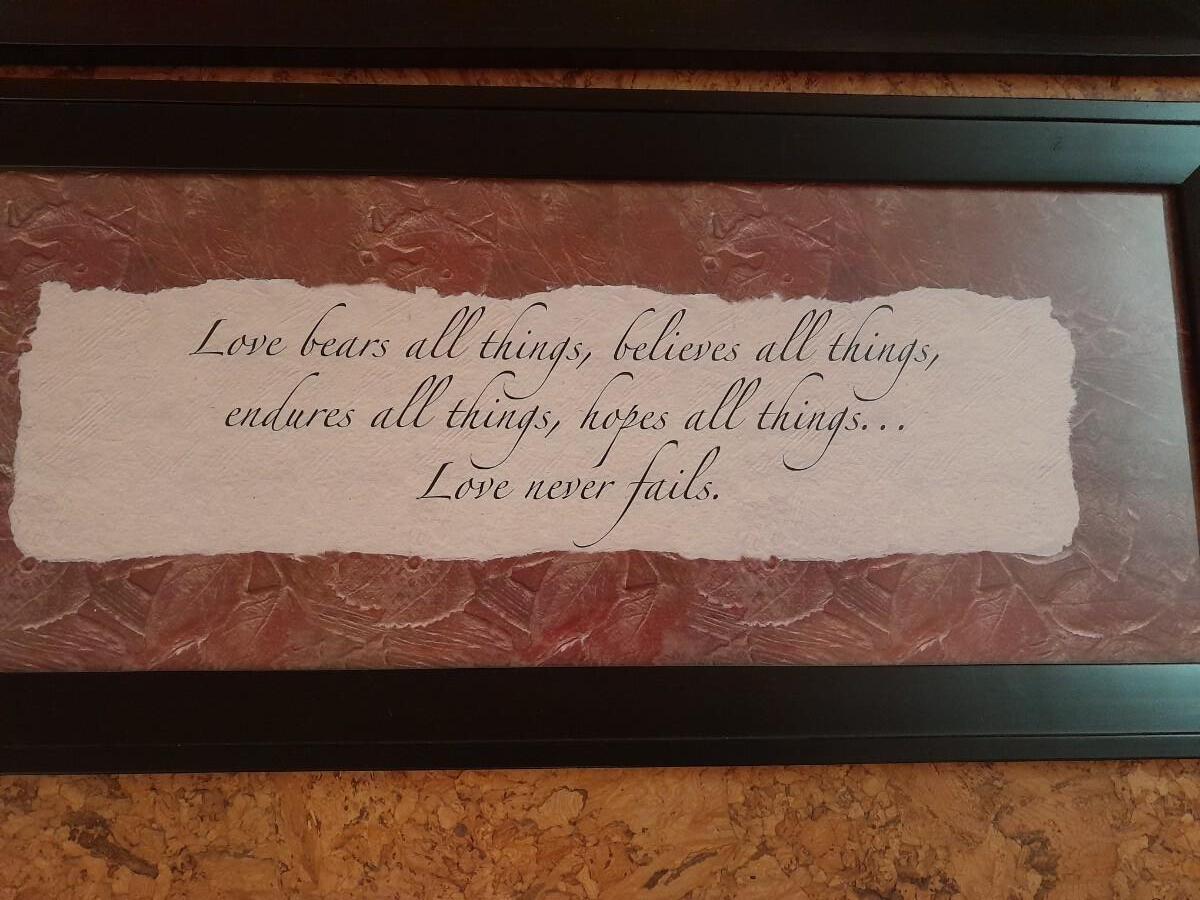 Love bears all things, believes all things,
endures all things, hopes all things...
Love never fails.